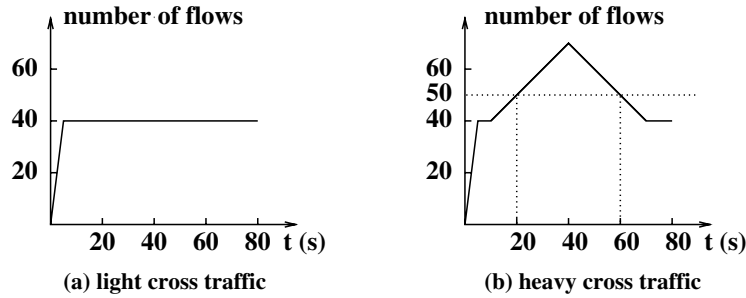 number of flows
60
40
20
20 40 60 80 t (s)
(a) light cross traffic
number of flows
60
50
40
20
20 40 60 80 t (s)
(b) heavy cross traffic